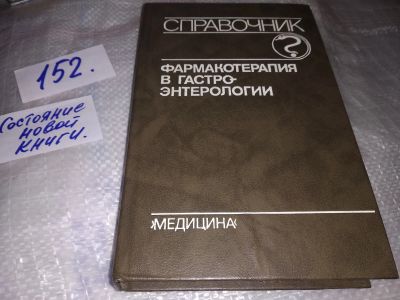 152.
Состояние
новой
книги.
СПРАВОЧНИК
ФАРМАКОТЕРАПИЯ
В ГАСТРО-
ЭНТЕРОЛОГИИ
›МЕДИЦИНА‹